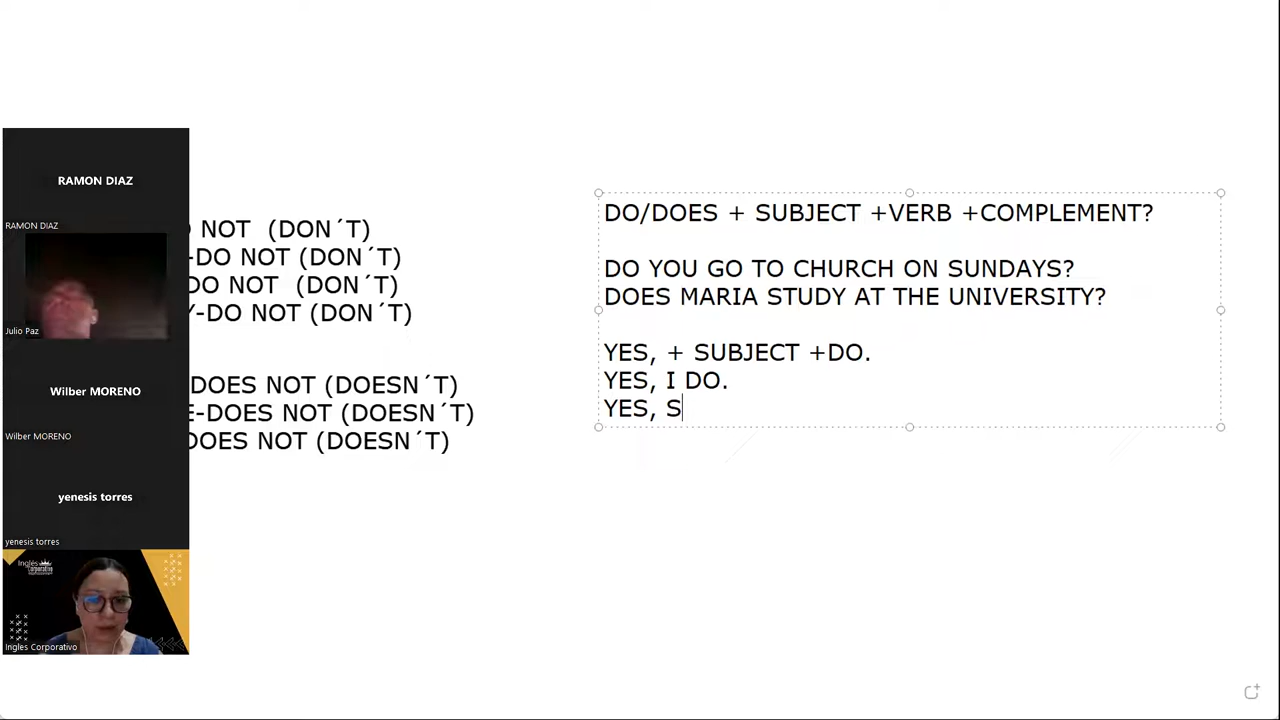 RAMON DIAZ
RAMON DIAZ
Julio Paz
Wilber MORENO
Wilber MORENO
yenesis torres
yenesis torres
Inglés
Corporativo
Ingles Corporativo
NOT (DON´T)
-DO NOT (DON´T)
DO NOT (DON´T)
Y-DO NOT (DON´T)
DOES NOT (DOESN´T)
E-DOES NOT (DOESN´T)
DOES NOT (DOESN´T)
DO/DOES + SUBJECT +VERB +COMPLEMENT?
DO YOU GO TO CHURCH ON SUNDAYS?
DOES MARIA STUDY AT THE UNIVERSITY?
YES, + SUBJECT +DO.
YES, I DO.
YES, S